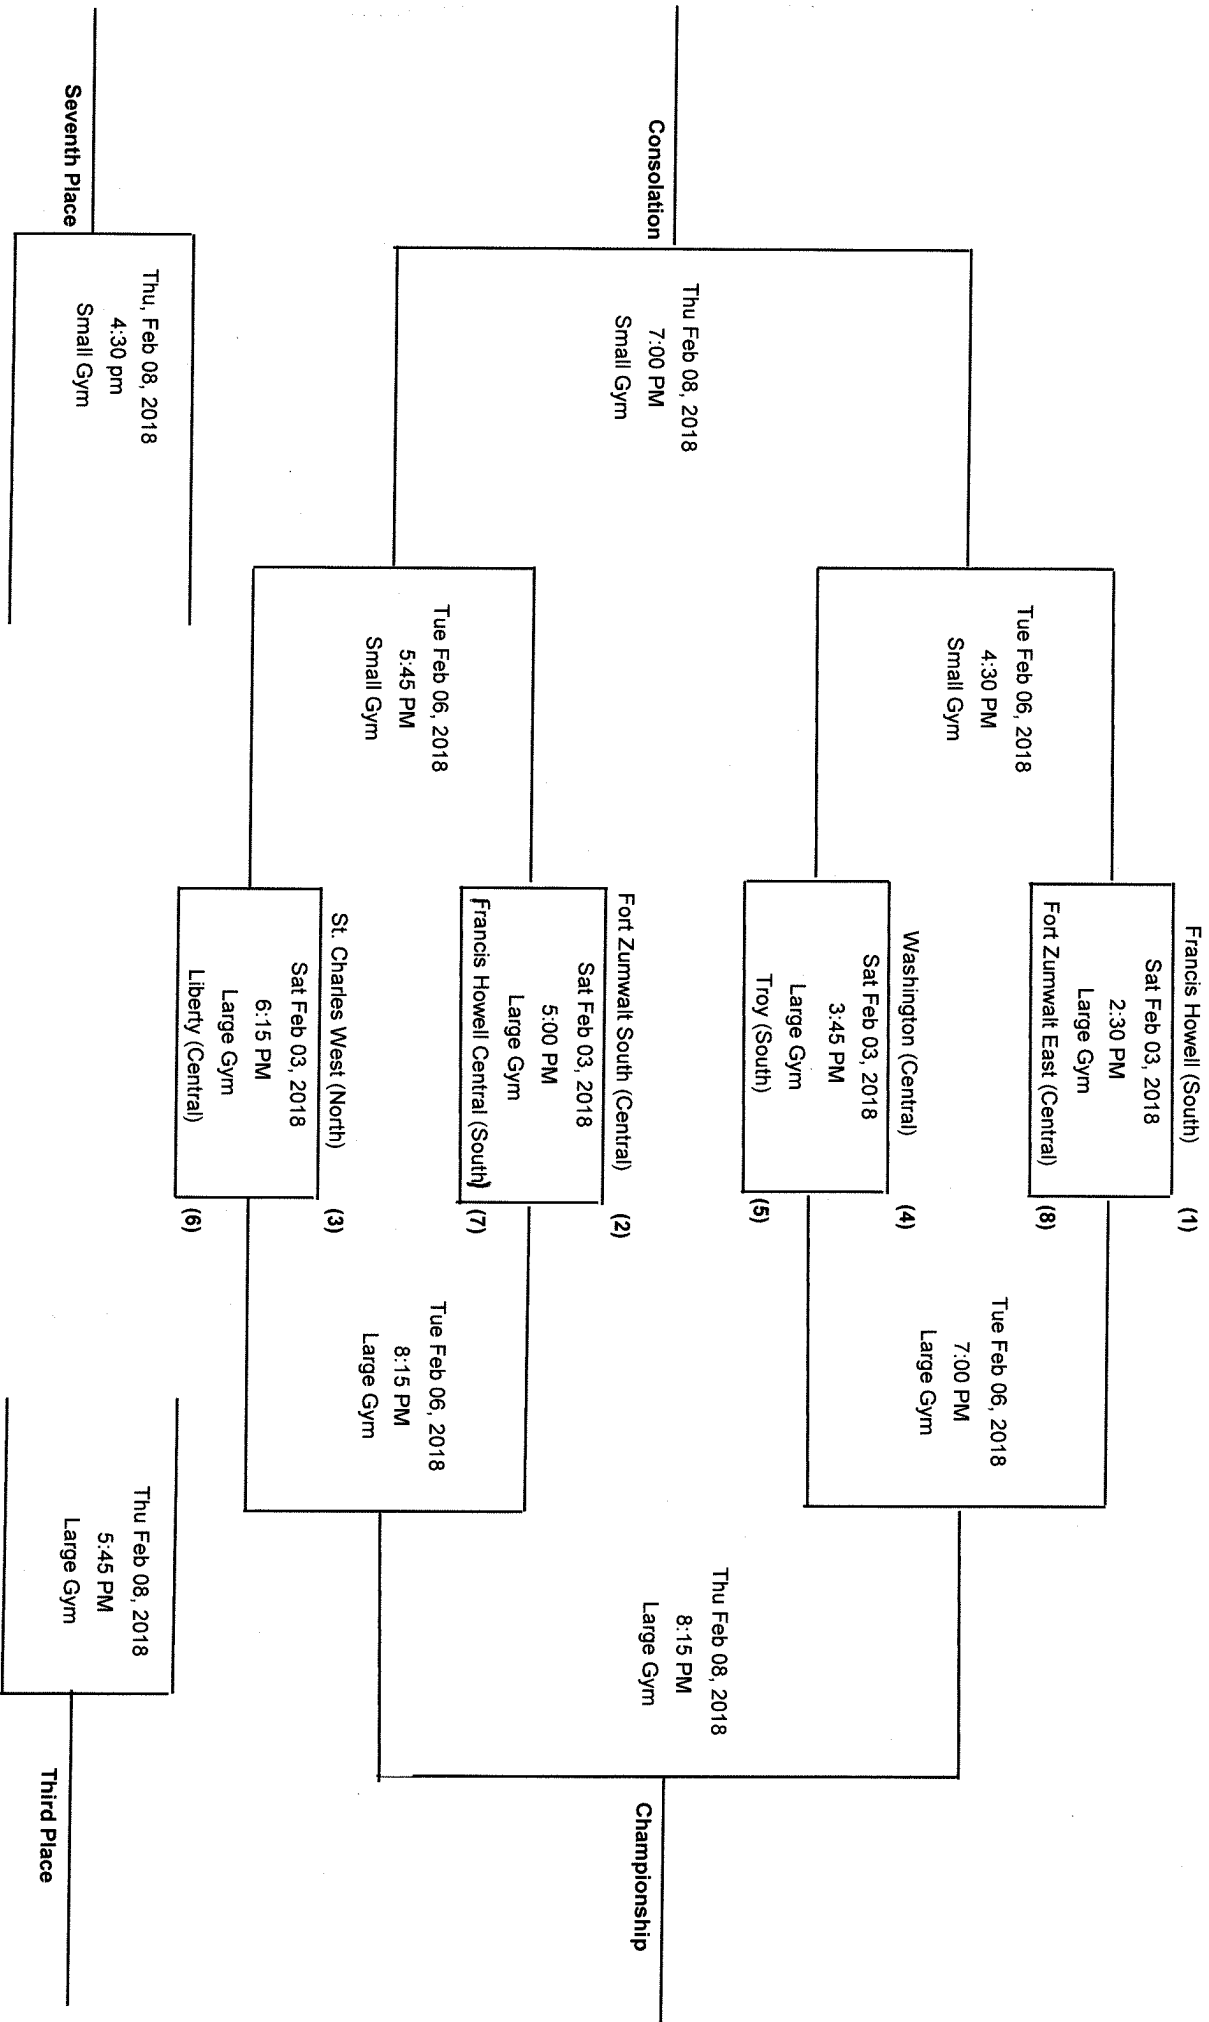 Francis Howell (South)
(1)
Sat Feb 03, 2018
2:30 PM
Large Gym
Fort Zumwalt East (Central)
(8)
Tue Feb 06, 2018
4:30 PM
Small Gym
Tue Feb 06, 2018
7:00 PM
Large Gym
Washington (Central)
(4)
Sat Feb 03, 2018
3:45 PM
Large Gym
Troy (South)
(5)
Thu Feb 08, 2018
7:00 PM
Small Gym
Consolation
Thu Feb 08, 2018
8:15 PM
Large Gym
Championship
Fort Zumwalt South (Central)
(2)
Sat Feb 03, 2018
5:00 PM
Large Gym
Francis Howell Central (South)
(7)
Tue Feb 06, 2018
5:45 PM
Small Gym
Tue Feb 06, 2018
8:15 PM
Large Gym
St. Charles West (North)
(3)
Sat Feb 03, 2018
6:15 PM
Large Gym
Liberty (Central)
(6)
Thu, Feb 08, 2018
4:30 pm
Small Gym
Seventh Place
Thu Feb 08, 2018
5:45 PM
Large Gym
Third Place